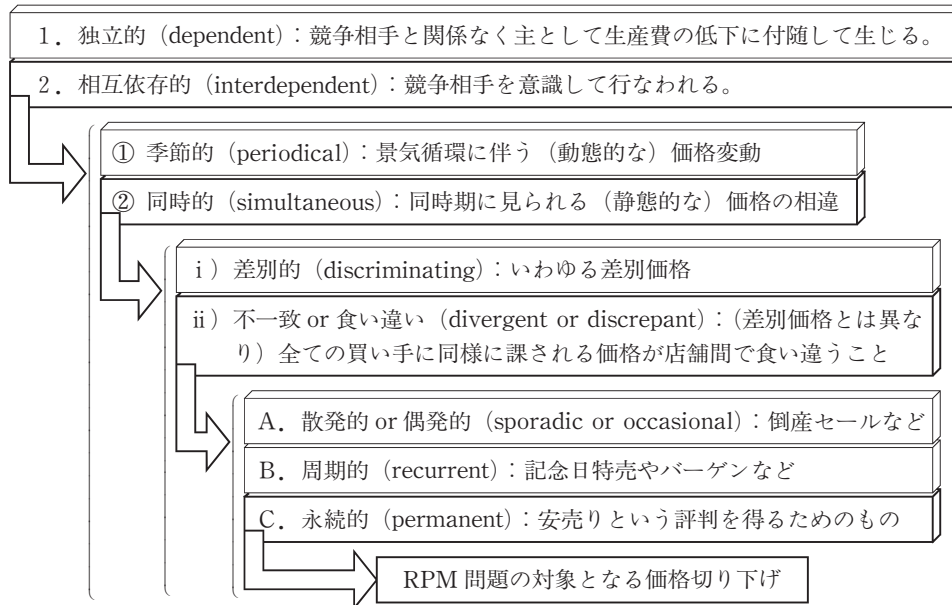 1．独立的（dependent）：競争相手と関係なく主として生産費の低下に付随して生じる。
2．相互依存的（interdependent）：競争相手を意識して行なわれる。
① 季節的（periodical）：景気循環に伴う（動態的な）価格変動
② 同時的（simultaneous）：同時期に見られる（静態的な）価格の相違
ⅰ）差別的（discriminating）：いわゆる差別価格
ⅱ）不一致 or 食い違い（divergent or discrepant）：（差別価格とは異な
り）全ての買い手に同様に課される価格が店舗間で食い違うこと
A．散発的 or 偶発的（sporadic or occasional）：倒産セールなど
B．周期的（recurrent）：記念日特売やバーゲンなど
C．永続的（permanent）：安売りという評判を得るためのもの
RPM 問題の対象となる価格切り下げ